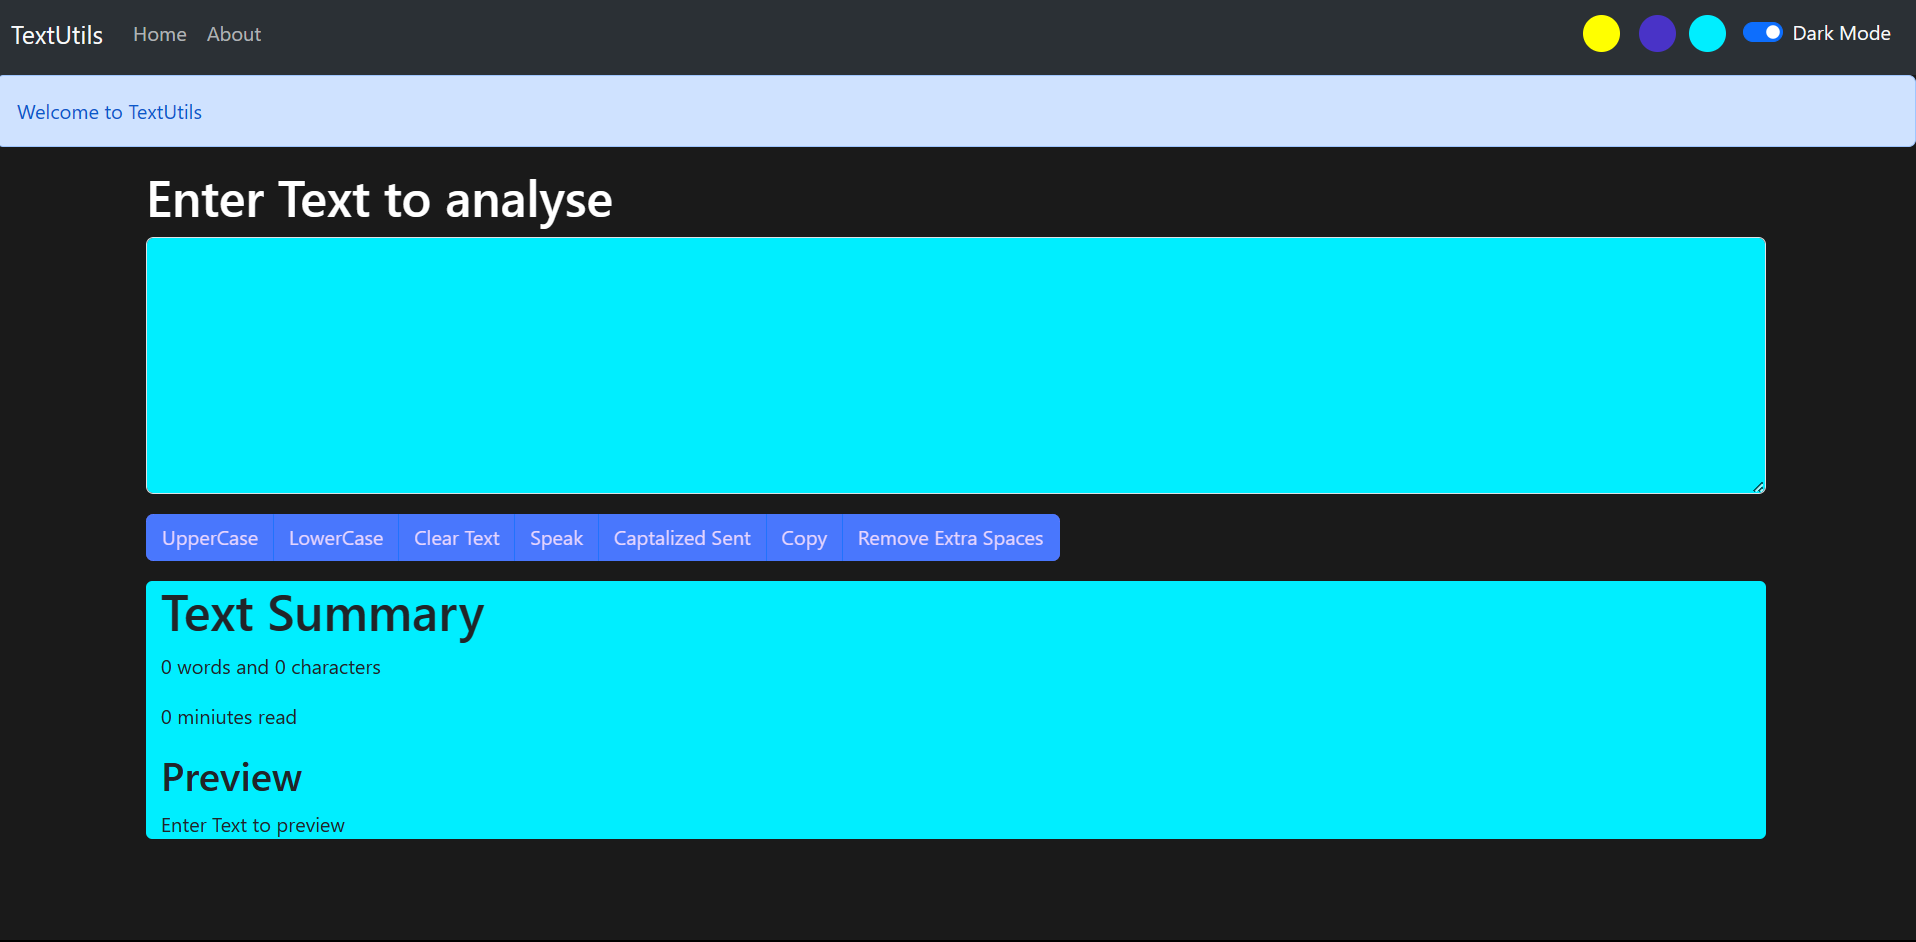 TextUtils Home About Dark Mode
Welcome to TextUtils
Enter Text to analyse
UpperCase LowerCase Clear Text Speak Captalized Sent Copy Remove Extra Spaces
Text Summary
0 words and 0 characters
0 miniutes read
Preview
Enter Text to preview